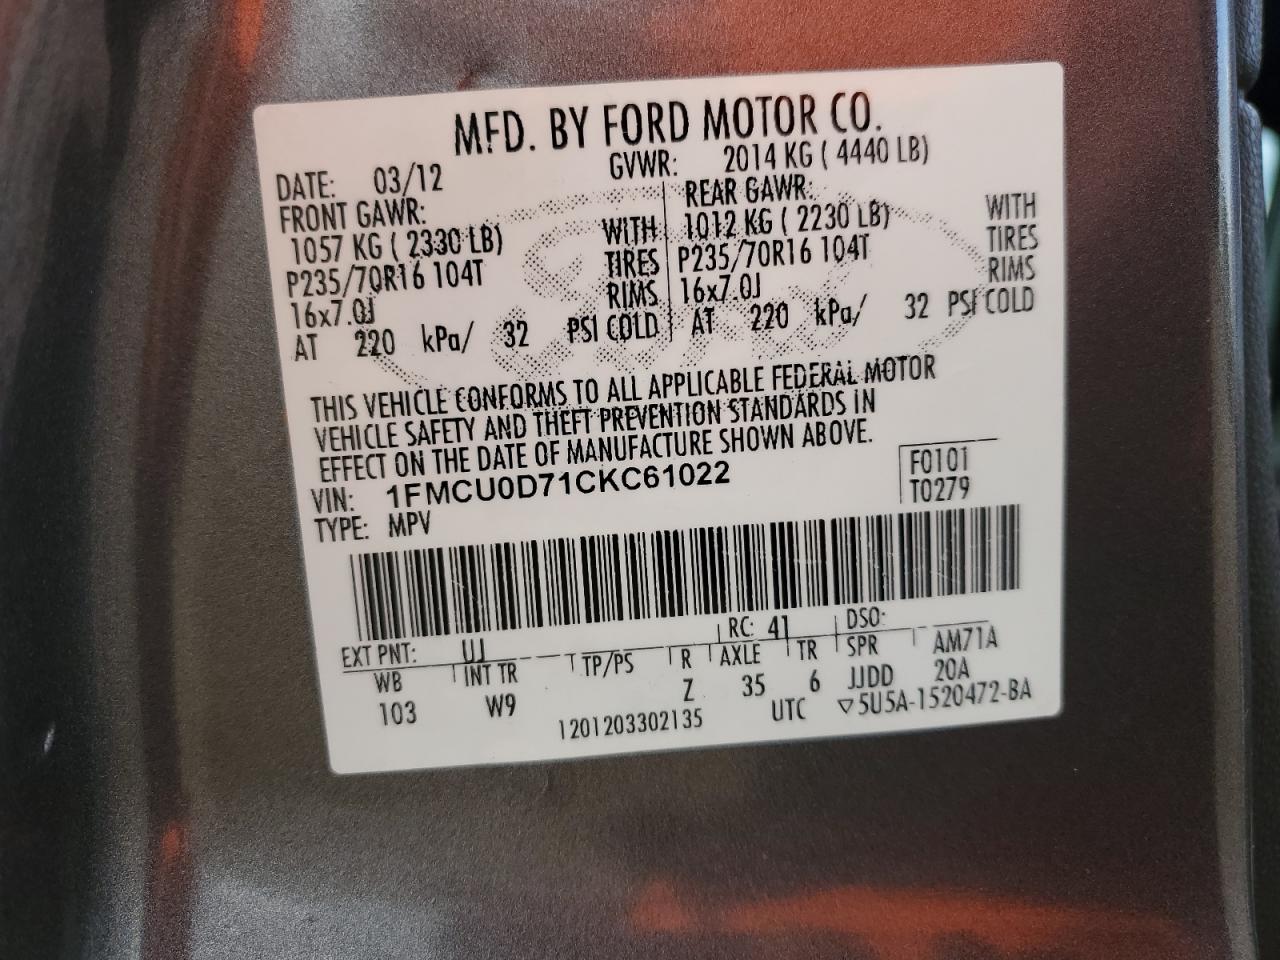 MFD. BY FORD MOTOR CO.
DATE: 03/12 GVWR: 2014 KG ( 4440 LB)
FRONT GAWR: REAR GAWR:
1057 KG ( 2330 LB) WITH 1012 KG ( 2230 LB) WITH
P235/70R16 104T TIRES P235/70R16 104T TIRES
16x7.0J RIMS 16x7.0J RIMS
AT 220 kPa/ 32 PSI COLD AT 220 kPa/ 32 PSI COLD
THIS VEHICLE CONFORMS TO ALL APPLICABLE FEDERAL MOTOR
VEHICLE SAFETY AND THEFT PREVENTION STANDARDS IN
EFFECT ON THE DATE OF MANUFACTURE SHOWN ABOVE.
VIN: 1FMCU0D71CKC61022 F0101
TYPE: MPV T0279
EXT PNT: UJ RC: 41 DSO:
WB INT TR TP/PS R AXLE TR SPR AM71A
103 W9 Z 35 6 JJDD 20A
1201203302135 UTC ▽5U5A-1520472-BA